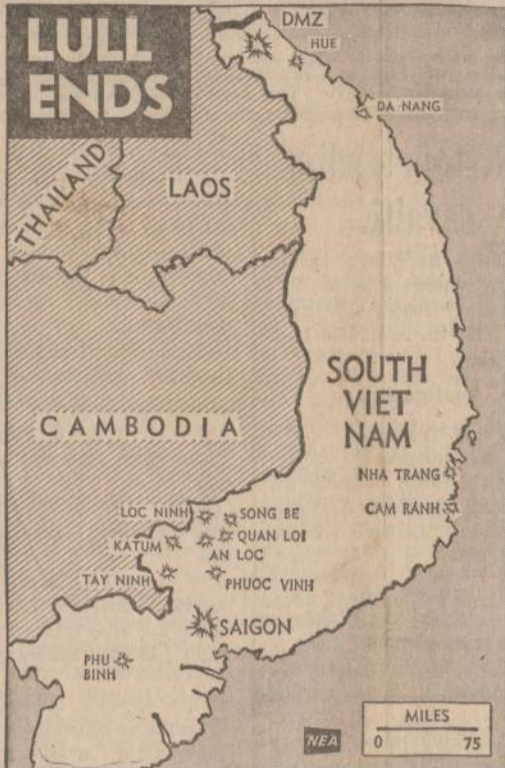 LULL
ENDS
DMZ
HUE
DA NANG
THAILAND
LAOS
CAMBODIA
SOUTH
VIET
NAM
NHA TRANG
CAM RANH
LOC NINH
SONG BE
QUAN LOI
KATUM
AN LOC
TAY NINH
PHUOC VINH
SAIGON
PHU
BINH
NEA
MILES
0 75